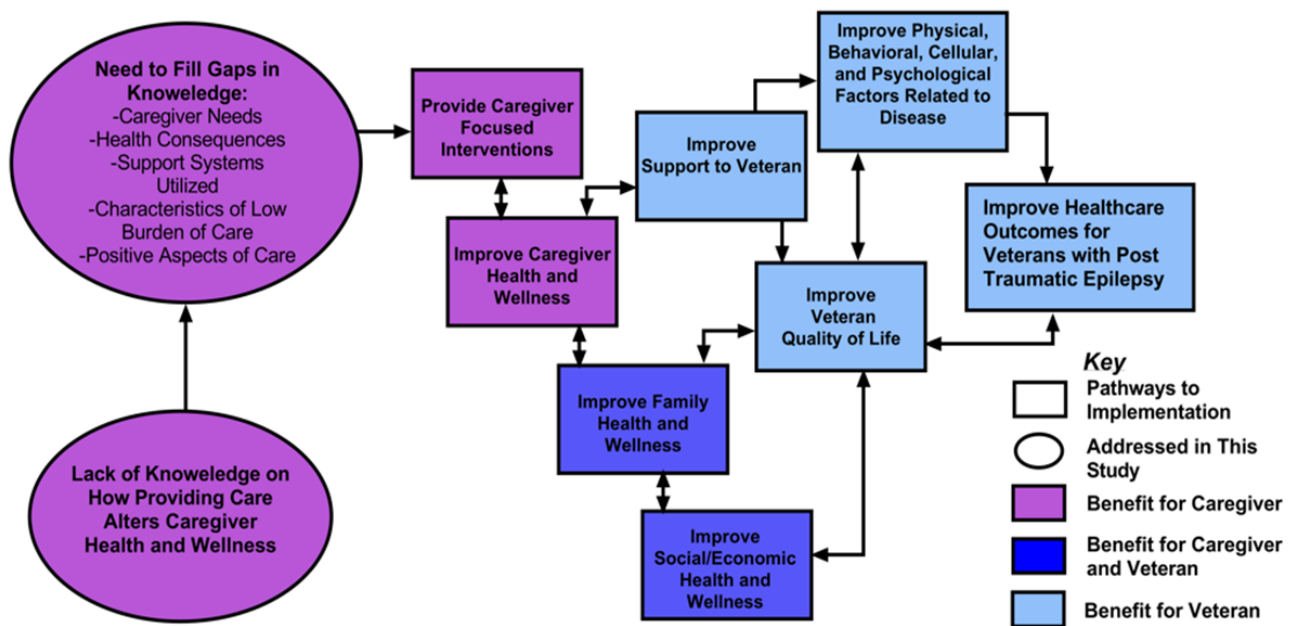 Need to Fill Gaps in
Knowledge:
-Caregiver Needs
-Health Consequences
-Support Systems
Utilized
-Characteristics of Low
Burden of Care
-Positive Aspects of Care
Lack of Knoweledge on
How Providing Care
Alters Caregiver
Health and Wellness
Provide Caregiver
Focused
Interventions
Improve Caregiver
Health and
Wellness
Improve Family
Health and
Wellness
Improve
Social/Economic
Health and
Wellness
Improve
Support to Veteran
Improve Physical,
Behavioral, Cellular,
and Psychological
Factors Related to
Disease
Improve
Veteran
Quality of Life
Improve Healthcare
Outcomes for
Veterans with Post
Traumatic Epilepsy
Key
Pathways to
Implementation
Addressed in This
Study
Benefit for Caregiver
Benefit for Caregiver
and Veteran
Benefit for Veteran